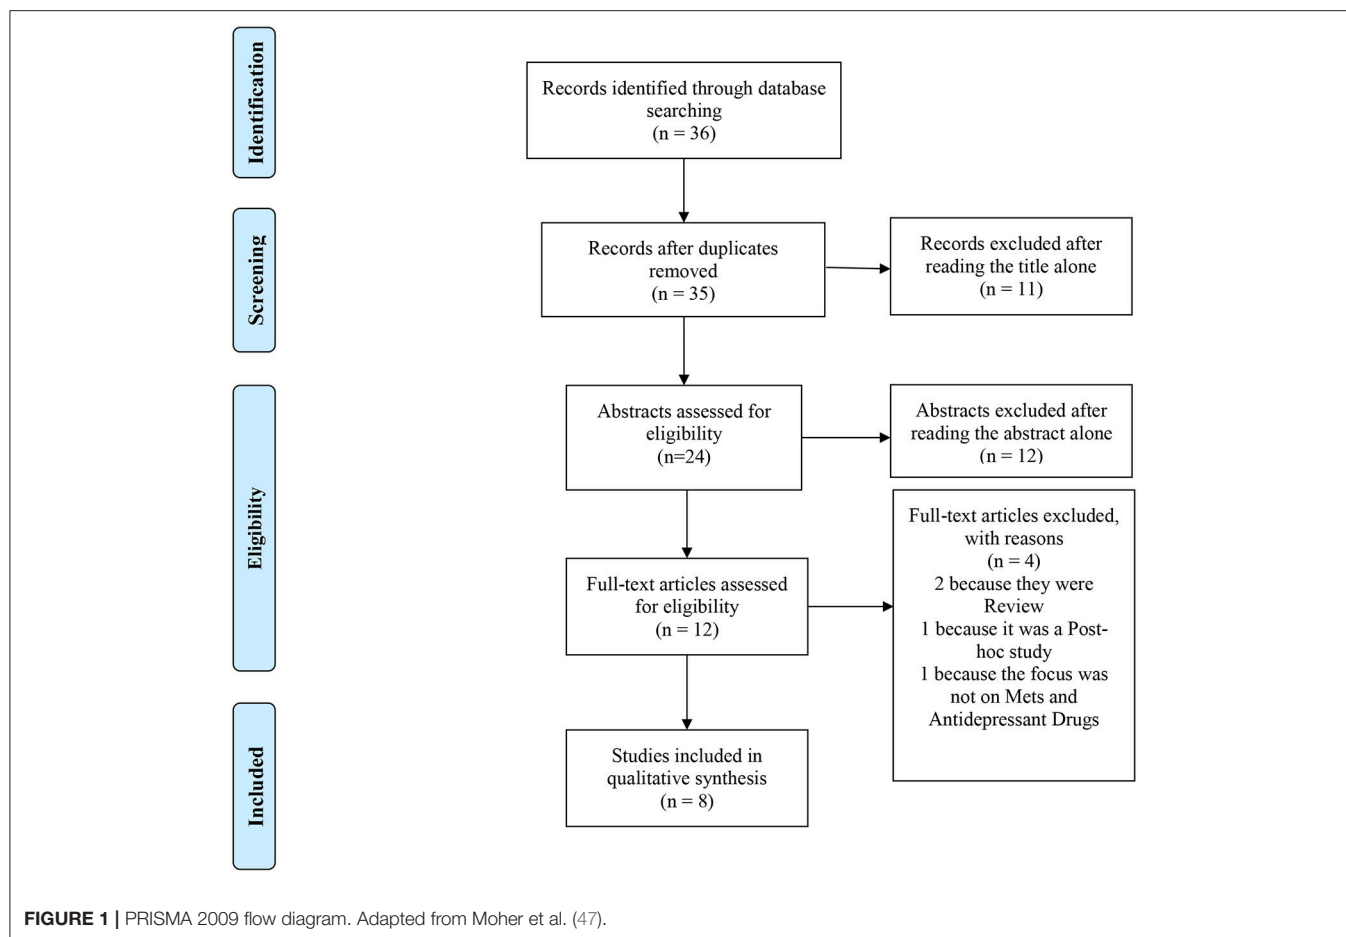 Identification
Records identified through database
searching
(n = 36)
Screening
Records after duplicates
removed
(n = 35)
Records excluded after
reading the title alone
(n = 11)
Eligibility
Abstracts assessed for
eligibility
(n=24)
Abstracts excluded after
reading the abstract alone
(n = 12)
Full-text articles assessed
for eligibility
(n = 12)
Full-text articles excluded,
with reasons
(n = 4)
2 because they were
Review
1 because it was a Post-
hoc study
1 because the focus was
not on Mets and
Antidepressant Drugs
Included
Studies included in
qualitative synthesis
(n = 8)
FIGURE 1 | PRISMA 2009 flow diagram. Adapted from Moher et al. (47).